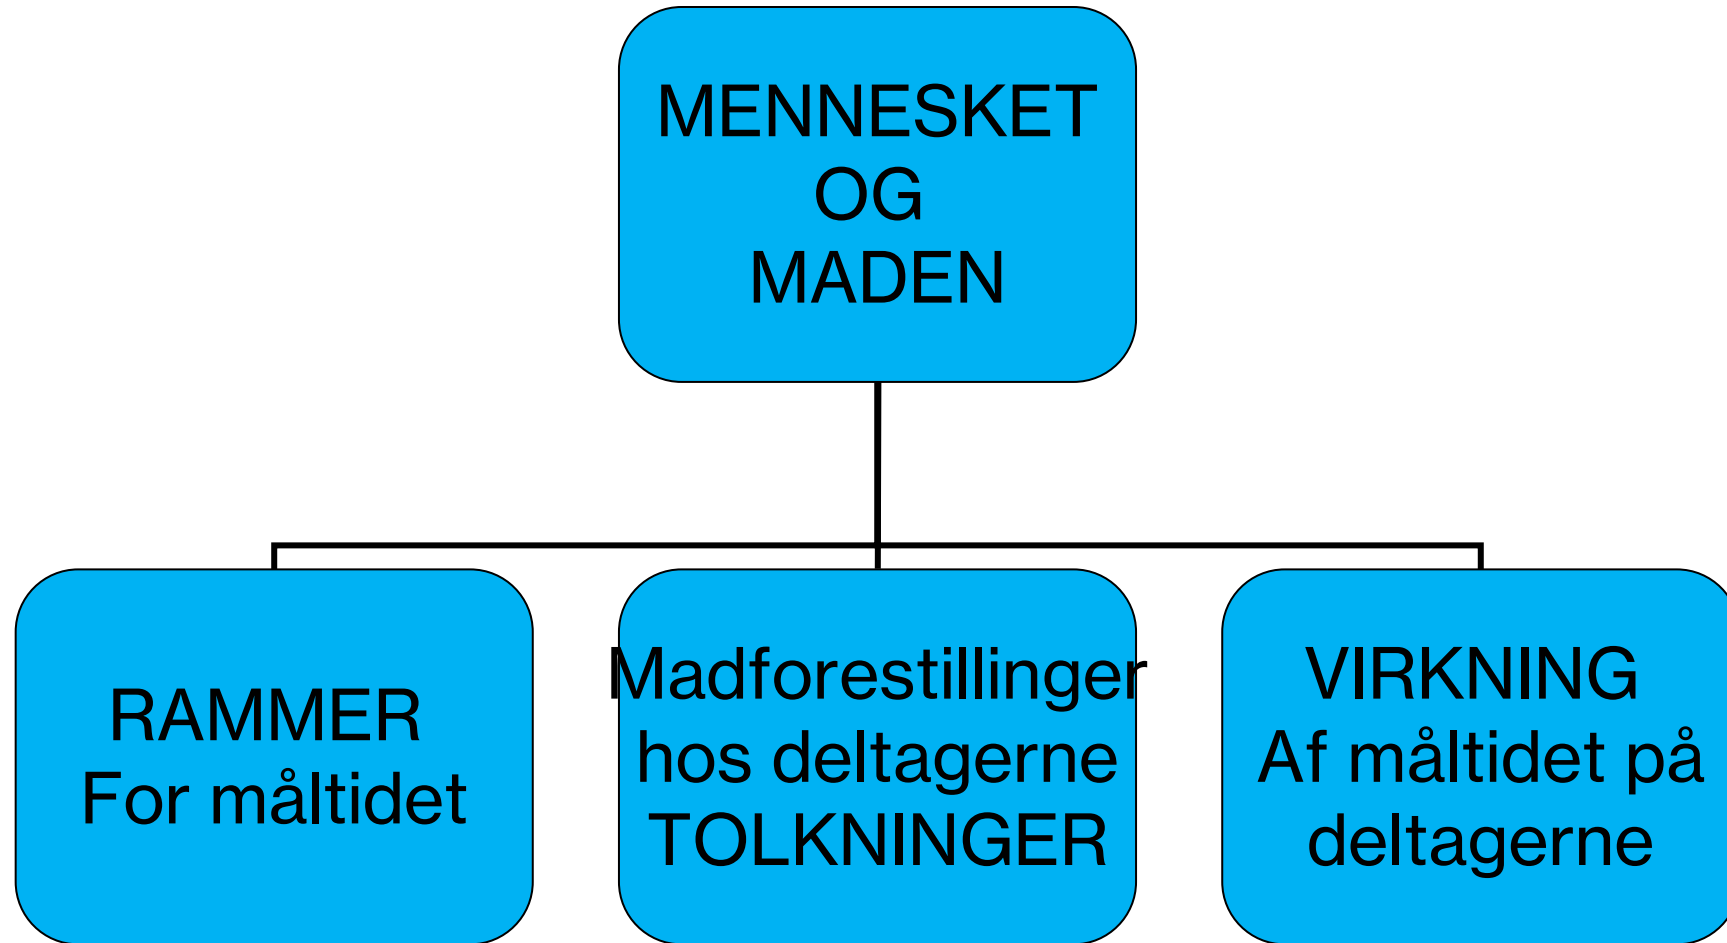 MENNESKET
OG
MADEN
RAMMER
For måltidet
Madforestillinger
hos deltagerne
TOLKNINGER
VIRKNING
Af måltidet på
deltagerne